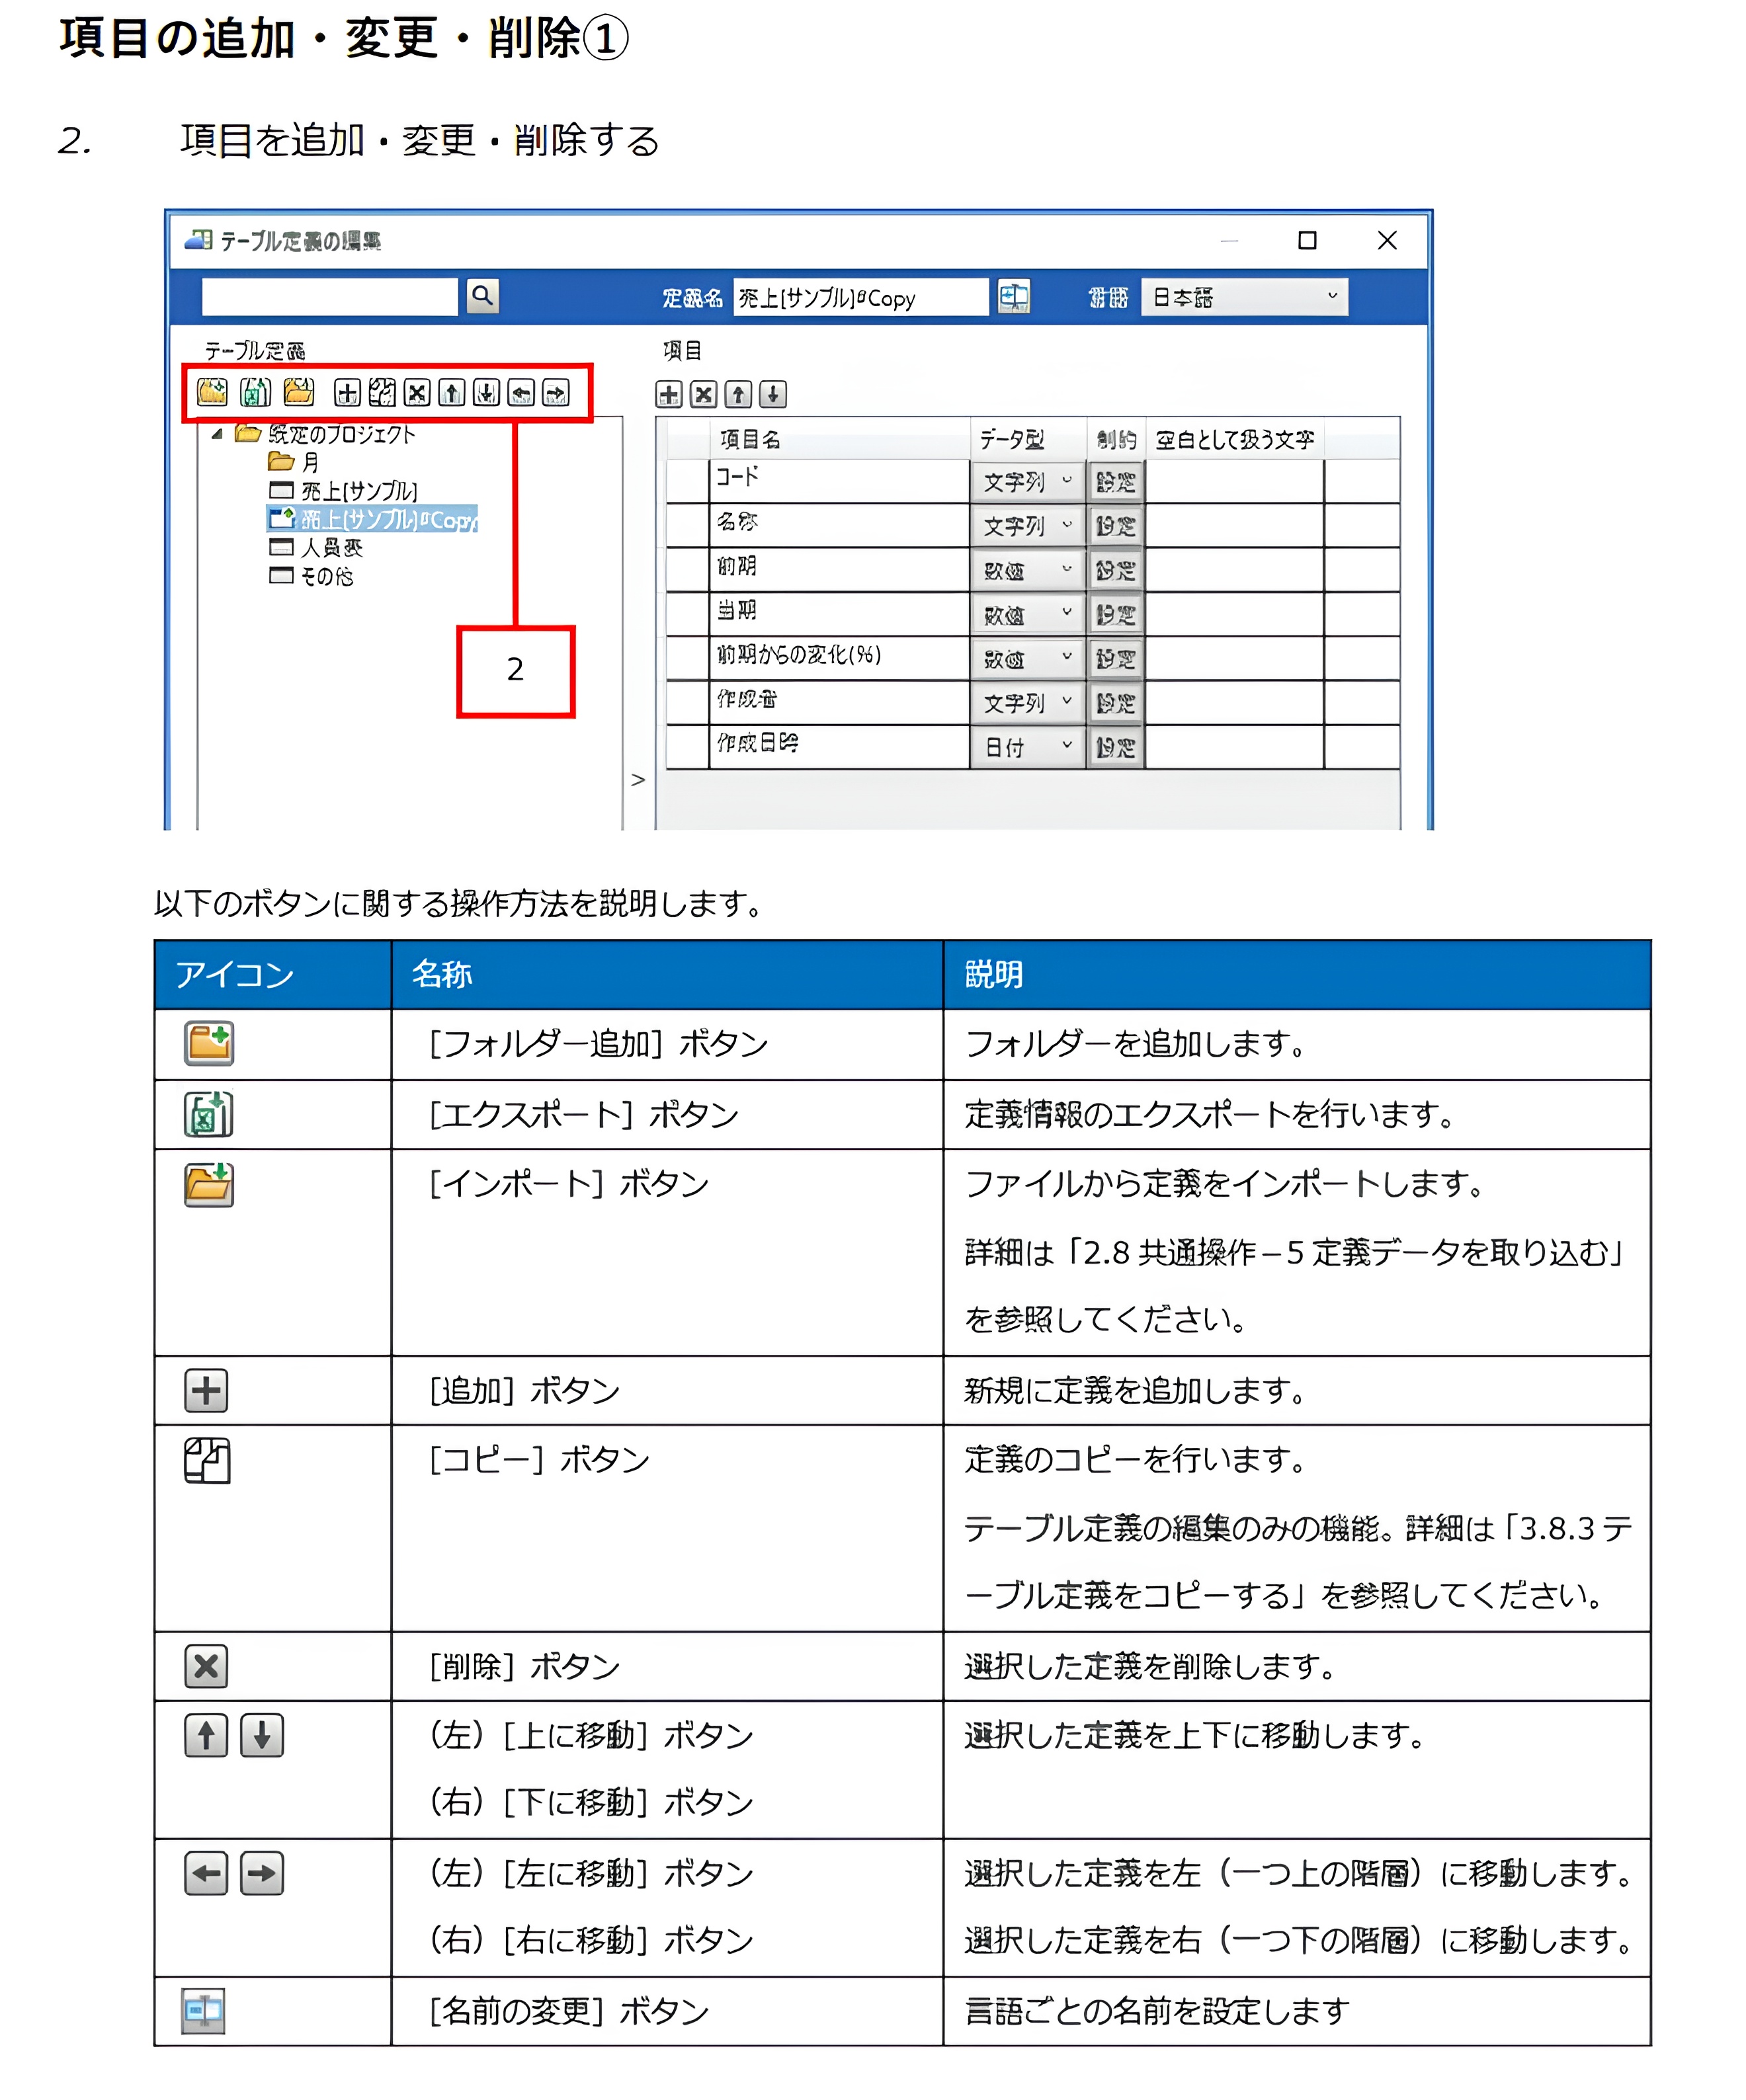 項目の追加・変更・削除①
2. 項目を追加・変更・削除する
テーブル定義の編集
定義名 売上[サンプル]#Copy 言語 日本語
テーブル定義 項目
既定のプロジェクト
月
売上[サンプル]
売上[サンプル]#Copy
人員表
その他
2
>
項目名 データ型 制約 空白として扱う文字
コード 文字列 設定
名称 文字列 設定
前期 数値 設定
当期 数値 設定
前期からの変化(%) 数値 設定
作成者 文字列 設定
作成日時 日付 設定
以下のボタンに関する操作方法を説明します。
アイコン 名称 説明
[フォルダー追加] ボタン フォルダーを追加します。
[エクスポート] ボタン 定義情報のエクスポートを行います。
[インポート] ボタン ファイルから定義をインポートします。
詳細は「2.8 共通操作－5 定義データを取り込む」
を参照してください。
[追加] ボタン 新規に定義を追加します。
[コピー] ボタン 定義のコピーを行います。
テーブル定義の編集のみの機能。詳細は「3.8.3 テ
ーブル定義をコピーする」を参照してください。
[削除] ボタン 選択した定義を削除します。
（左）[上に移動] ボタン 選択した定義を上下に移動します。
（右）[下に移動] ボタン
（左）[左に移動] ボタン 選択した定義を左（一つ上の階層）に移動します。
（右）[右に移動] ボタン 選択した定義を右（一つ下の階層）に移動します。
[名前の変更] ボタン 言語ごとの名前を設定します